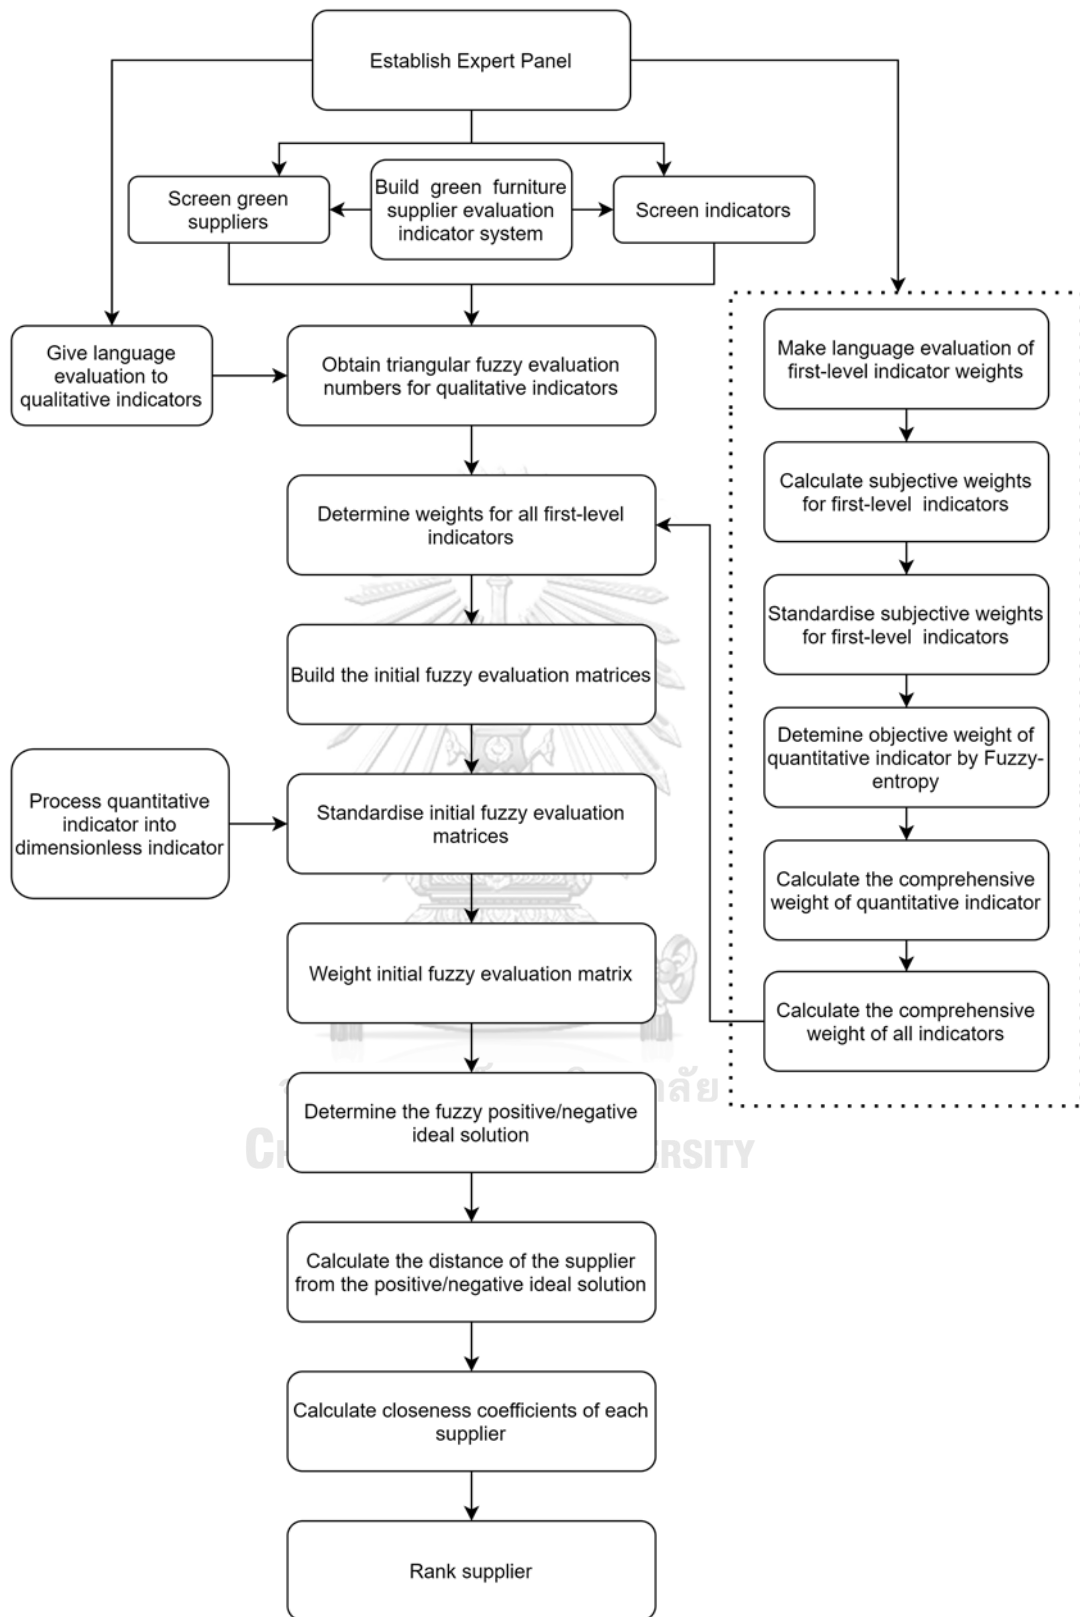 Establish Expert Panel
Screen green
suppliers
Build green furniture
supplier evaluation
indicator system
Screen indicators
Give language
evaluation to
qualitative indicators
Obtain triangular fuzzy evaluation
numbers for qualitative indicators
Make language evaluation of
first-level indicator weights
Calculate subjective weights
for first-level indicators
Determine weights for all first-level
indicators
Standardise subjective weights
for first-level indicators
Build the initial fuzzy evaluation matrices
Detemine objective weight of
quantitative indicator by Fuzzy-
entropy
Process quantitative
indicator into
dimensionless indicator
Standardise initial fuzzy evaluation
matrices
Calculate the comprehensive
weight of quantitative indicator
Weight initial fuzzy evaluation matrix
Calculate the comprehensive
weight of all indicators
Determine the fuzzy positive/negative
ideal solution
Calculate the distance of the supplier
from the positive/negative ideal solution
Calculate closeness coefficients of each
supplier
Rank supplier